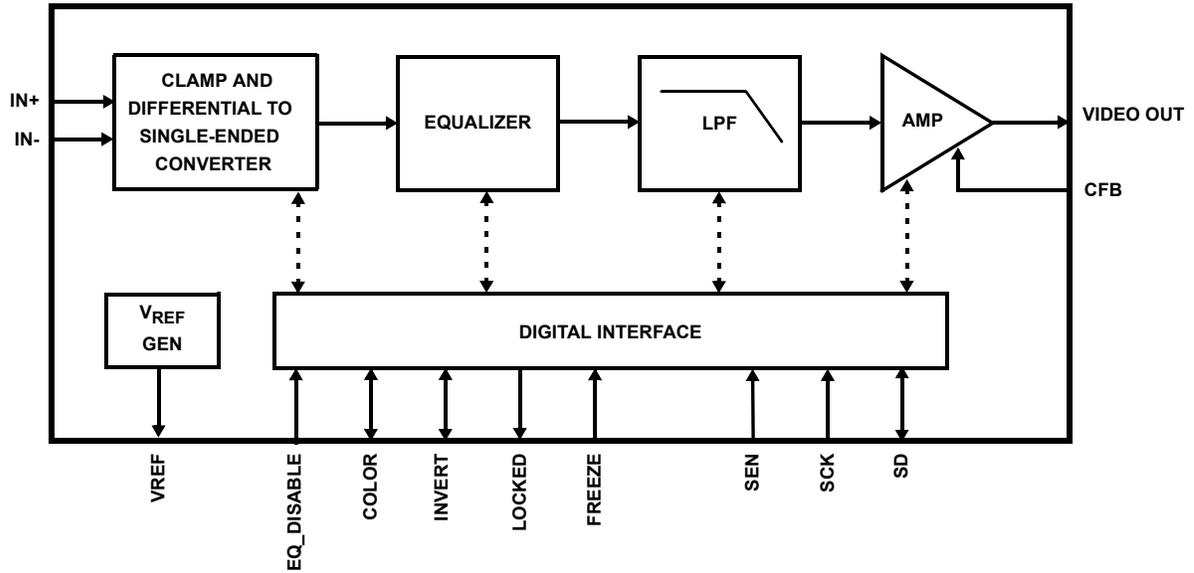 CLAMP AND
DIFFERENTIAL TO
SINGLE-ENDED
CONVERTER
IN+
IN-
EQUALIZER
LPF
AMP
VIDEO OUT
CFB
VREF
GEN
DIGITAL INTERFACE
VREF
EQ_DISABLE
COLOR
INVERT
LOCKED
FREEZE
SEN
SCK
SD